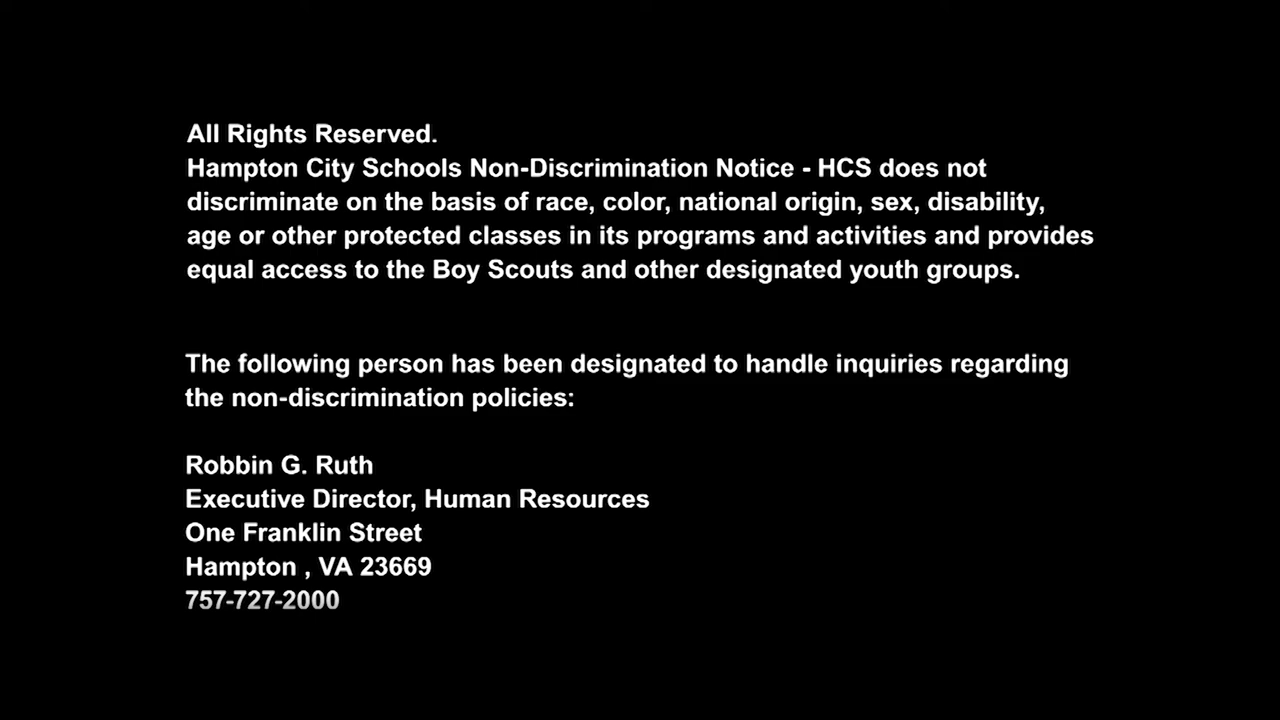 All Rights Reserved.
Hampton City Schools Non-Discrimination Notice - HCS does not
discriminate on the basis of race, color, national origin, sex, disability,
age or other protected classes in its programs and activities and provides
equal access to the Boy Scouts and other designated youth groups.
The following person has been designated to handle inquiries regarding
the non-discrimination policies:
Robbin G. Ruth
Executive Director, Human Resources
One Franklin Street
Hampton , VA 23669
757-727-2000